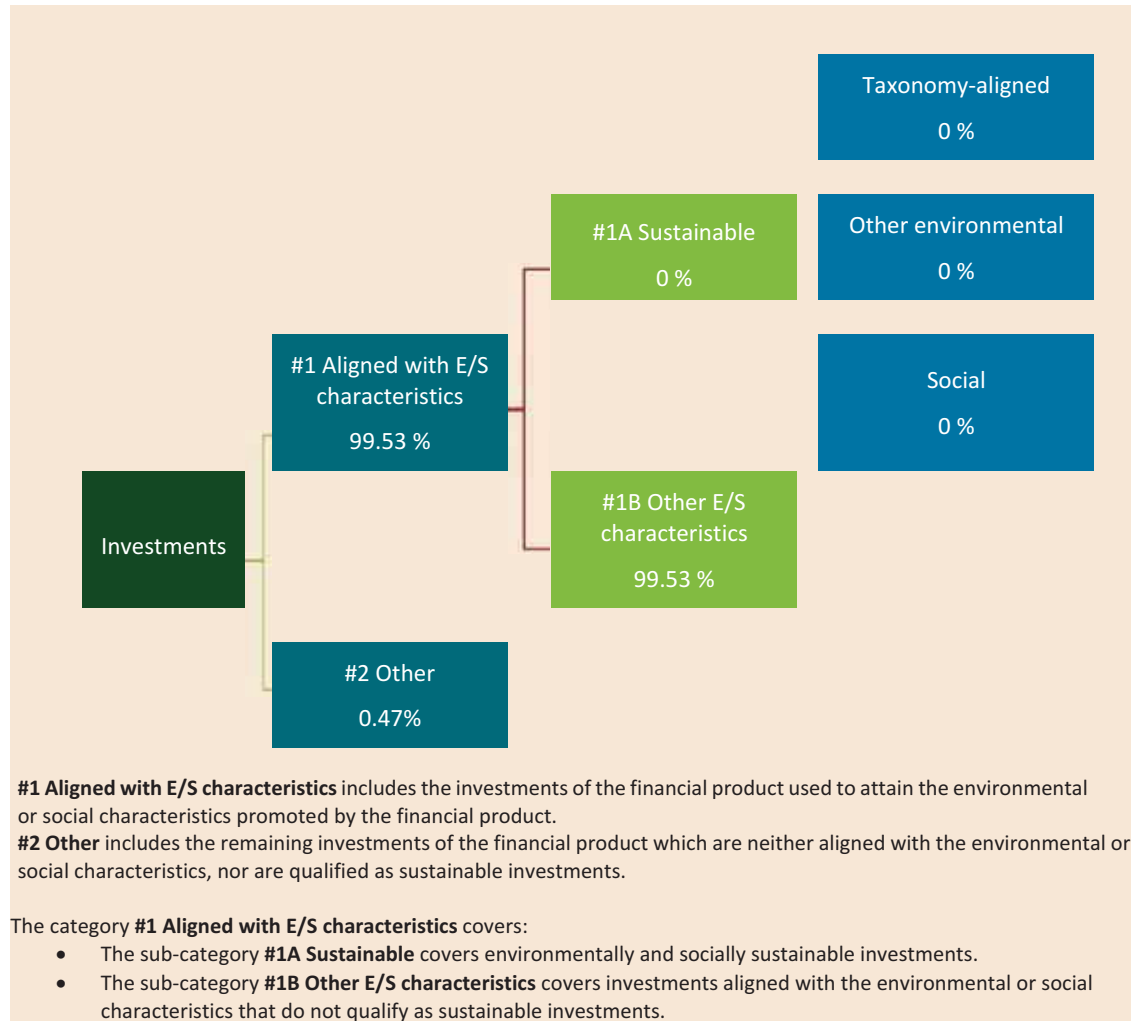 Taxonomy-aligned
0 %
#1A Sustainable
0 %
Other environmental
0 %
#1 Aligned with E/S
characteristics
99.53 %
Social
0 %
Investments
#1B Other E/S
characteristics
99.53 %
#2 Other
0.47%
#1 Aligned with E/S characteristics includes the investments of the financial product used to attain the environmental
or social characteristics promoted by the financial product.
#2 Other includes the remaining investments of the financial product which are neither aligned with the environmental or
social characteristics, nor are qualified as sustainable investments.
The category #1 Aligned with E/S characteristics covers:
• The sub-category #1A Sustainable covers environmentally and socially sustainable investments.
• The sub-category #1B Other E/S characteristics covers investments aligned with the environmental or social
characteristics that do not qualify as sustainable investments.